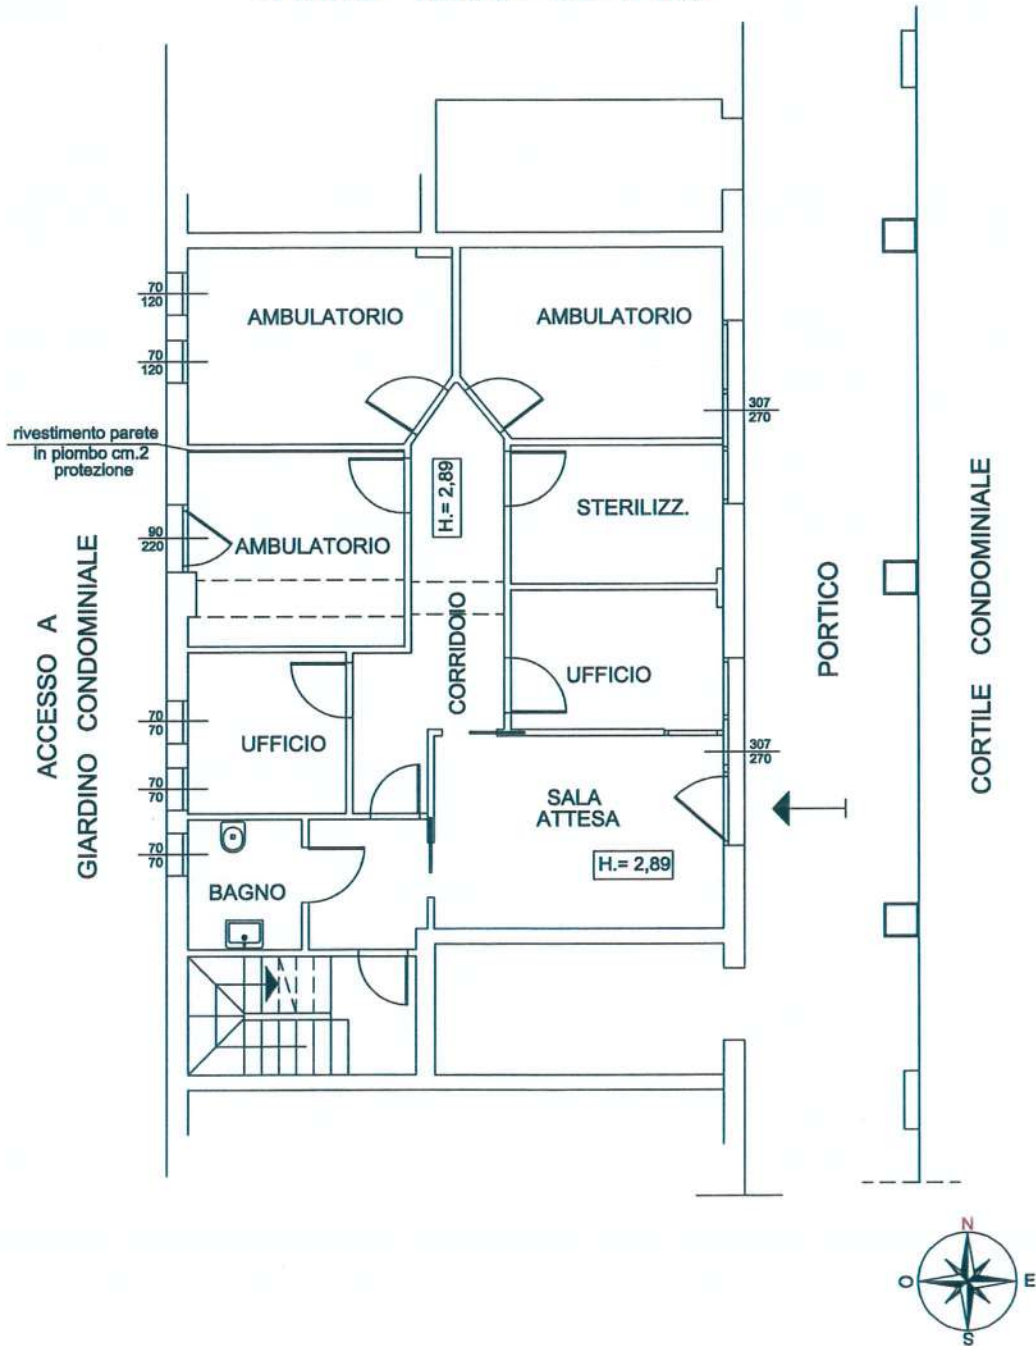 AMBULATORIO
AMBULATORIO
70
120
70
120
307
270
rivestimento parete
in piombo cm.2
protezione
H.= 2,89
STERILIZZ.
90
220
AMBULATORIO
ACCESSO A
GIARDINO CONDOMINIALE
CORRIDOIO
UFFICIO
PORTICO
CORTILE CONDOMINIALE
70
70
UFFICIO
307
270
70
70
SALA
ATTESA
H.= 2,89
70
70
BAGNO
N
O
E
S